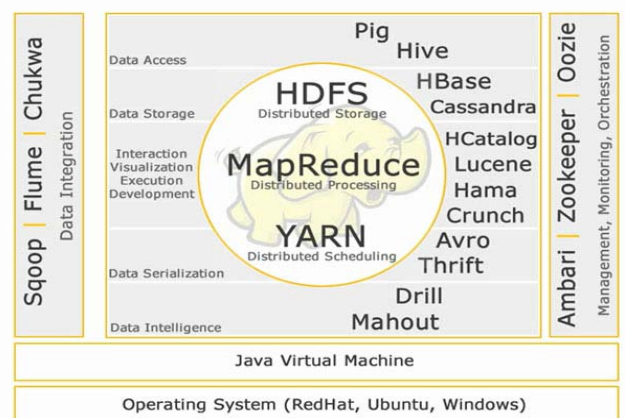 Sqoop | Flume | Chukwa
Data Integration
Pig
Hive
Data Access
HDFS
Distributed Storage
HBase
Cassandra
Data Storage
Interaction
Visualization
Execution
Development
MapReduce
Distributed Processing
HCatalog
Lucene
Hama
Crunch
YARN
Distributed Scheduling
Avro
Thrift
Data Serialization
Drill
Mahout
Data Intelligence
Ambari | Zookeeper | Oozie
Management, Monitoring, Orchestration
Java Virtual Machine
Operating System (RedHat, Ubuntu, Windows)